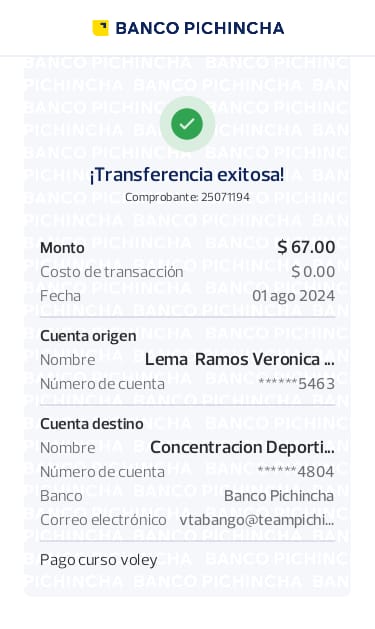 BANCO PICHINCHA
¡Transferencia exitosa!
Comprobante: 25071194
Monto $ 67.00
Costo de transacción $ 0.00
Fecha 01 ago 2024
Cuenta origen
Nombre Lema Ramos Veronica ...
Número de cuenta ******5463
Cuenta destino
Nombre Concentracion Deporti...
Número de cuenta ******4804
Banco Banco Pichincha
Correo electrónico vtabango@teampichi...
Pago curso voley